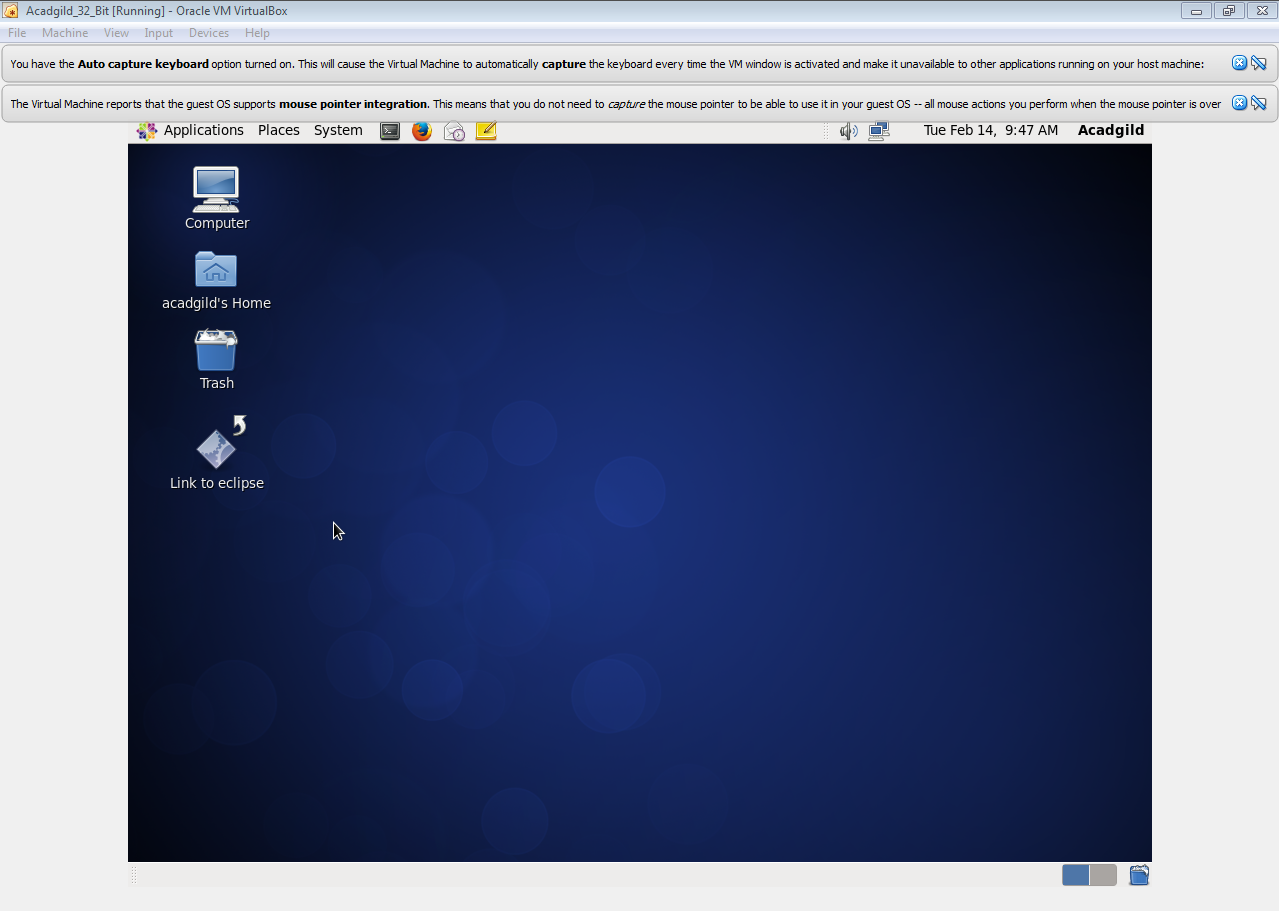 Acadgild_32_Bit [Running] - Oracle VM VirtualBox
File Machine View Input Devices Help
You have the Auto capture keyboard option turned on. This will cause the Virtual Machine to automatically capture the keyboard every time the VM window is activated and make it unavailable to other applications running on your host machine:
The Virtual Machine reports that the guest OS supports mouse pointer integration. This means that you do not need to capture the mouse pointer to be able to use it in your guest OS -- all mouse actions you perform when the mouse pointer is over
Applications Places System Tue Feb 14, 9:47 AM Acadgild
Computer
acadgild's Home
Trash
Link to eclipse